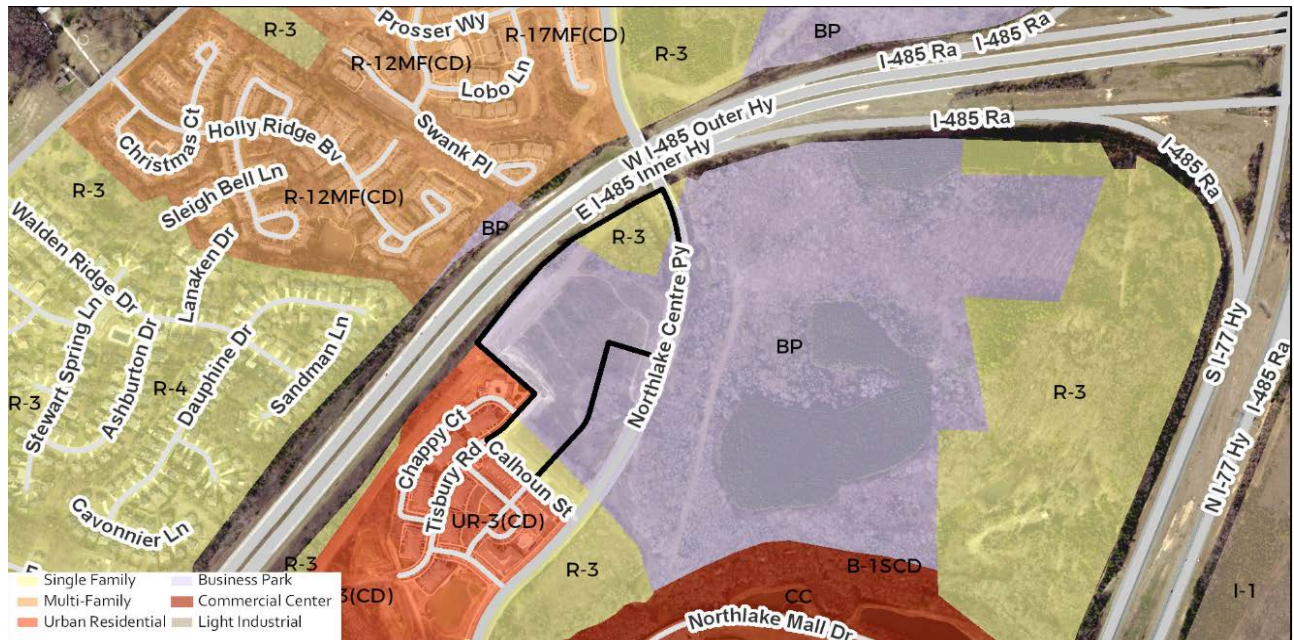 Prosser Wy
R-3
R-17MF(CD)
BP
R-12MF(CD)
R-3
I-485 Ra
I-485 Ra
Lobo Ln
W I-485 Outer Hy
I-485 Ra
Christmas Ct
Holly Ridge Bv
Swank Pl
E I-485 Inner Hy
I-485 Ra
R-3
Sleigh Bell Ln
R-12MF(CD)
BP
R-3
Walden Ridge Dr
Lanaken Dr
Northlake Centre Py
Stewart Spring Ln
Ashburton Dr
Dauphine Dr
Sandman Ln
BP
S I-77 Hy
I-485 Ra
R-4
R-3
R-3
Chappy Ct
Tisbury Rd
Calhoun St
N I-77 Hy
Cavonnier Ln
UR-3(CD)
R-3
R-3
B-1SCD
3(CD)
CC
I-1
Northlake Mall Dr
Single Family
Business Park
Multi-Family
Commercial Center
Urban Residential
Light Industrial